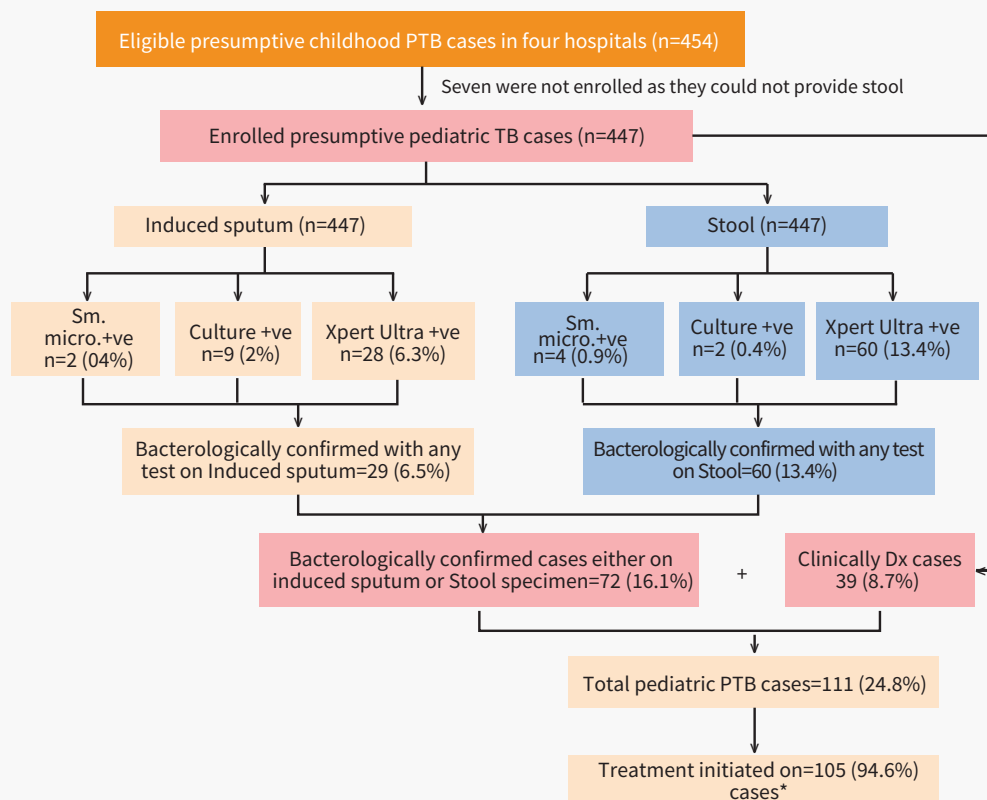 Eligible presumptive childhood PTB cases in four hospitals (n=454)
Seven were not enrolled as they could not provide stool
Enrolled presumptive pediatric TB cases (n=447)
Induced sputum (n=447)
Stool (n=447)
Sm.
micro.+ve
n=2 (04%)
Culture +ve
n=9 (2%)
Xpert Ultra +ve
n=28 (6.3%)
Sm.
micro.+ve
n=4 (0.9%)
Culture +ve
n=2 (0.4%)
Xpert Ultra +ve
n=60 (13.4%)
Bacterologically confirmed with any
test on Induced sputum=29 (6.5%)
Bacterologically confirmed with any test
on Stool=60 (13.4%)
Bacterologically confirmed cases either on
induced sputum or Stool specimen=72 (16.1%)
+
Clinically Dx cases
39 (8.7%)
Total pediatric PTB cases=111 (24.8%)
Treatment initiated on=105 (94.6%)
cases*